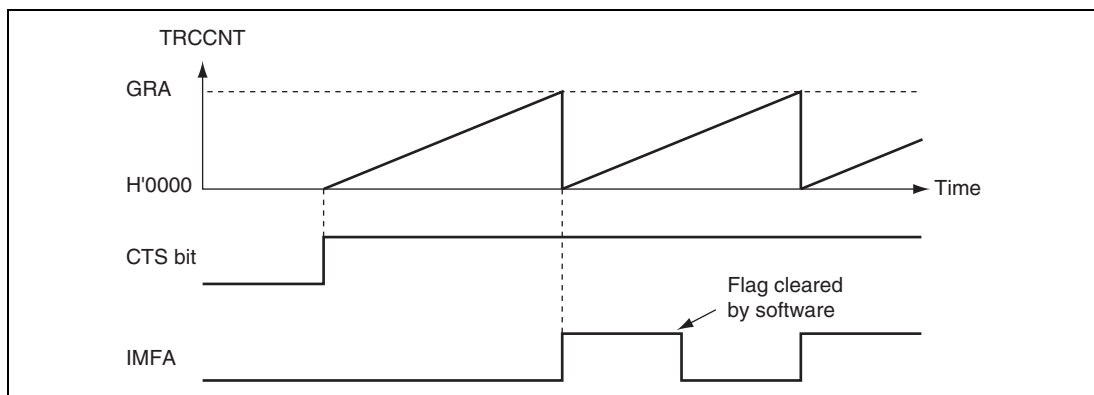 TRCCNT
GRA
H'0000
Time
CTS bit
Flag cleared
by software
IMFA